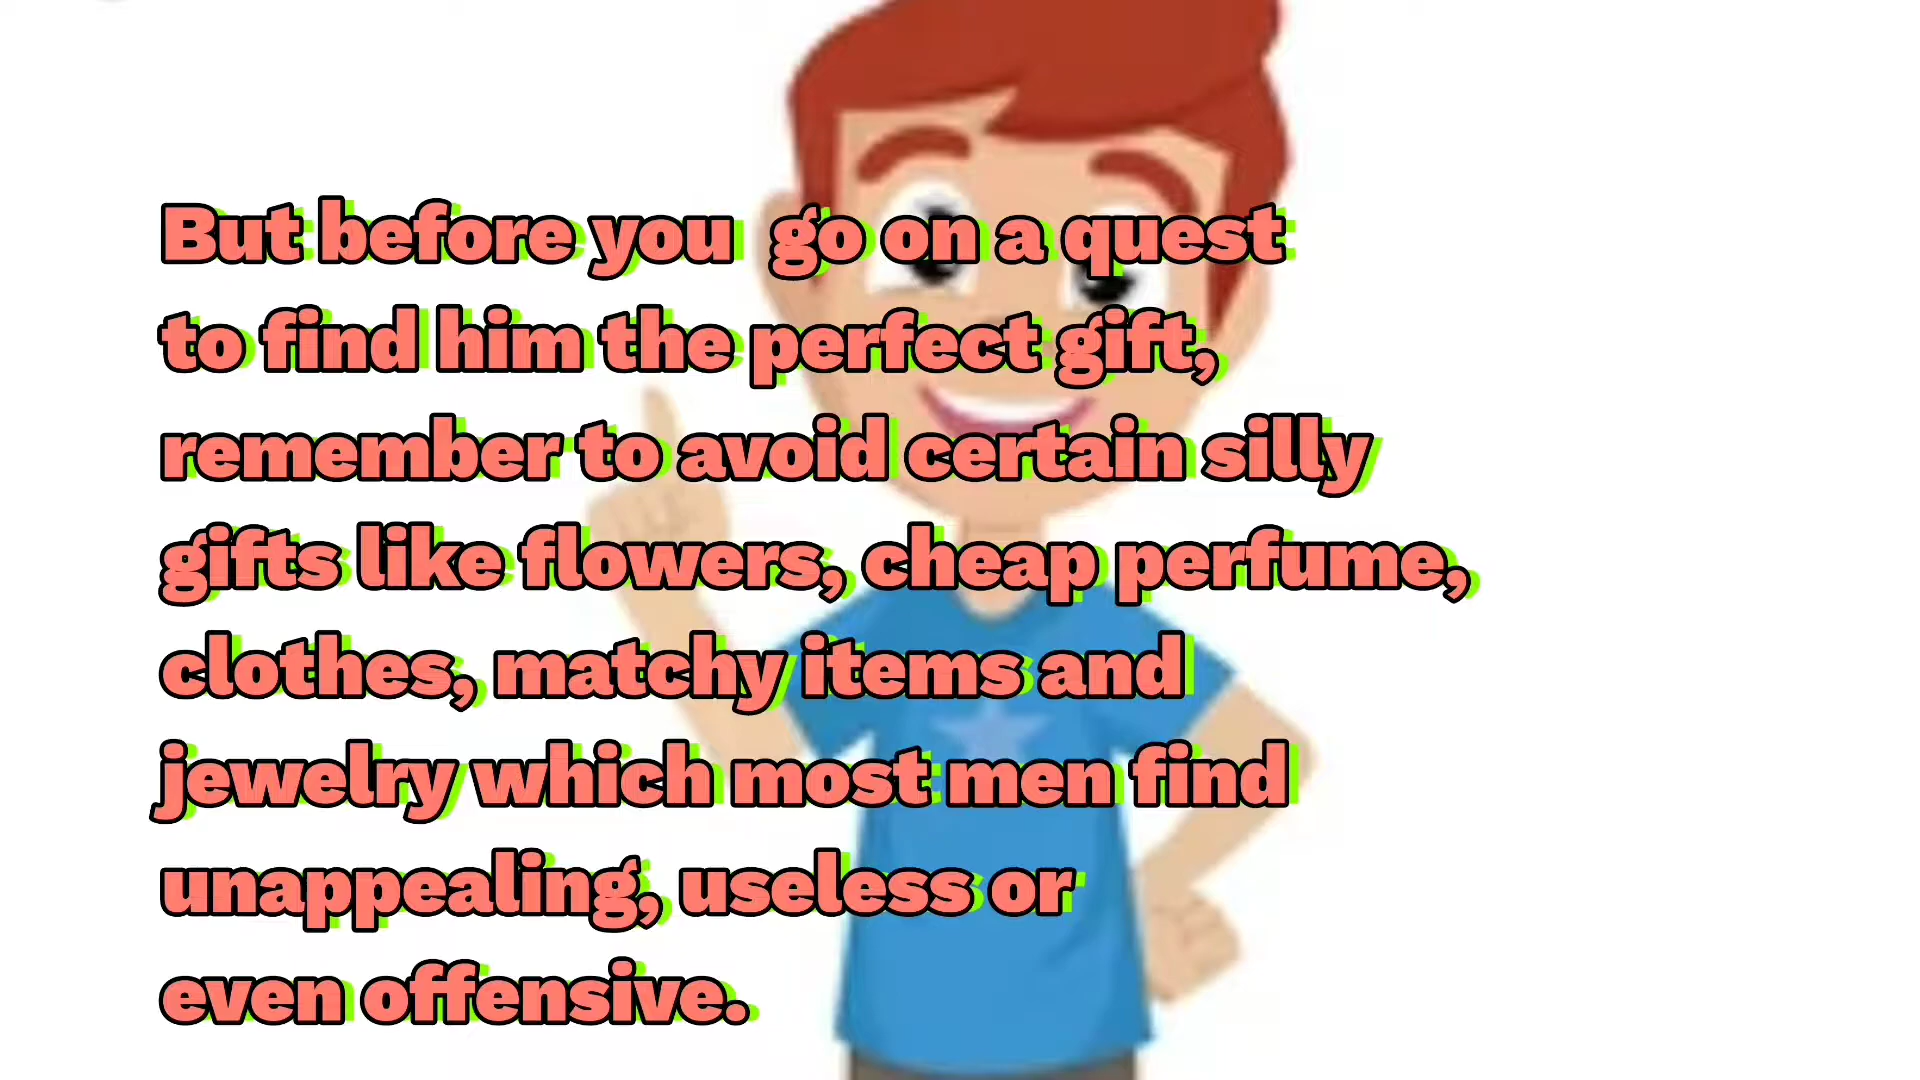 But before you  go on a quest
to find him the perfect gift,
remember to avoid certain silly
gifts like flowers, cheap perfume,
clothes, matchy items and
jewelry which most men find
unappealing, useless or
even offensive.